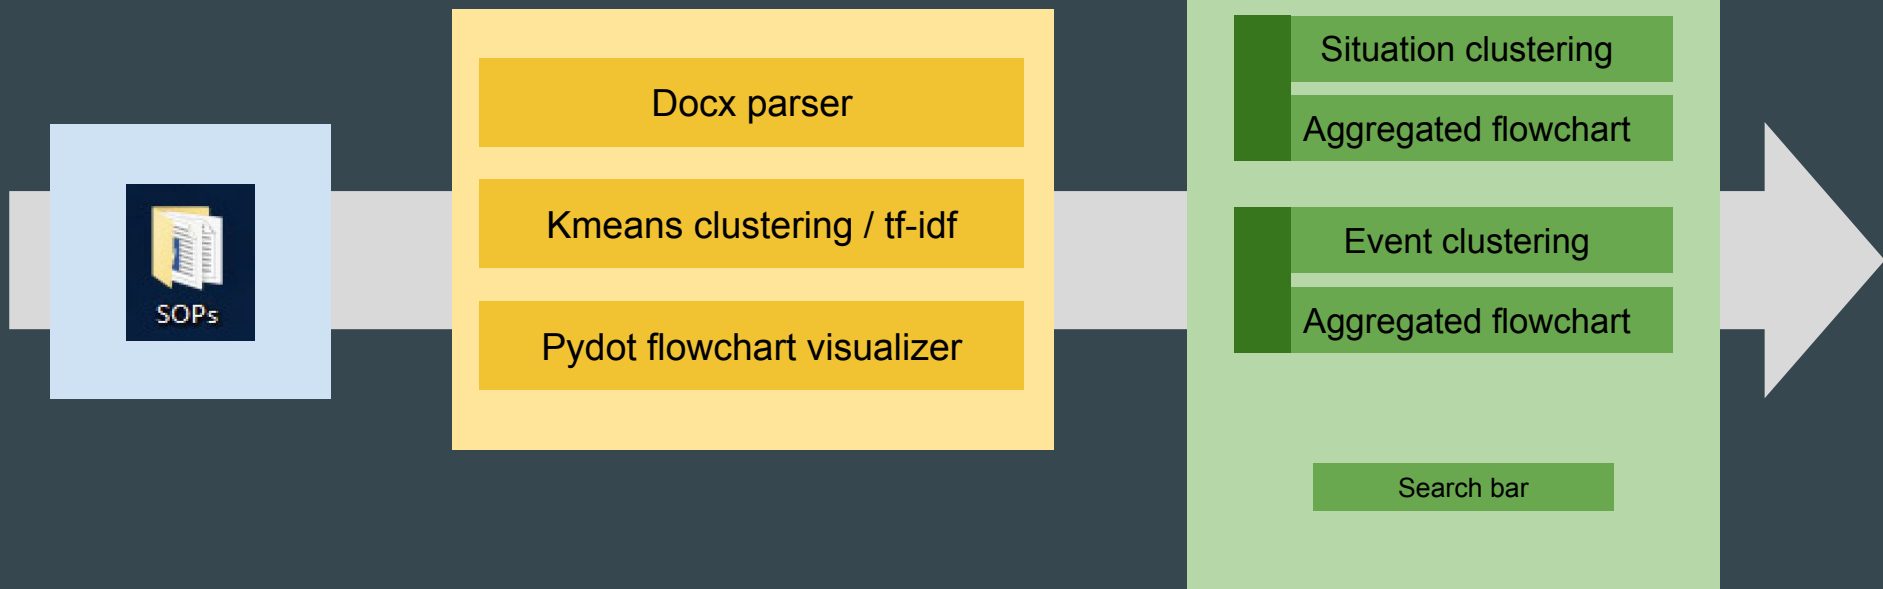 SOPs
Docx parser
Kmeans clustering / tf-idf
Pydot flowchart visualizer
Situation clustering
Aggregated flowchart
Event clustering
Aggregated flowchart
Search bar